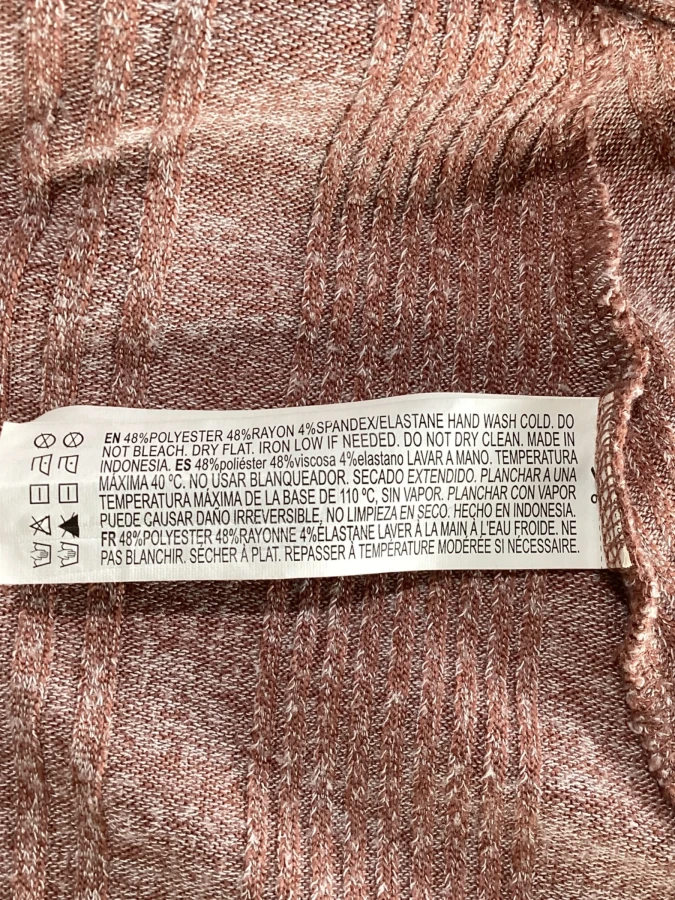 EN 48%POLYESTER 48%RAYON 4%SPANDEX/ELASTANE HAND WASH COLD. DO
NOT BLEACH. DRY FLAT. IRON LOW IF NEEDED. DO NOT DRY CLEAN. MADE IN
INDONESIA. ES 48%poliéster 48%viscosa 4%elastano LAVAR A MANO. TEMPERATURA
MÁXIMA 40 ºC. NO USAR BLANQUEADOR. SECADO EXTENDIDO. PLANCHAR A UNA
TEMPERATURA MÁXIMA DE LA BASE DE 110 ºC, SIN VAPOR. PLANCHAR CON VAPOR
PUEDE CAUSAR DAÑO IRREVERSIBLE, NO LIMPIEZA EN SECO. HECHO EN INDONESIA.
FR 48%POLYESTER 48%RAYONNE 4%ÉLASTANE LAVER À LA MAIN À L'EAU FROIDE. NE
PAS BLANCHIR. SÉCHER À PLAT. REPASSER À TEMPÉRATURE MODÉRÉE SI NÉCESSAIRE.